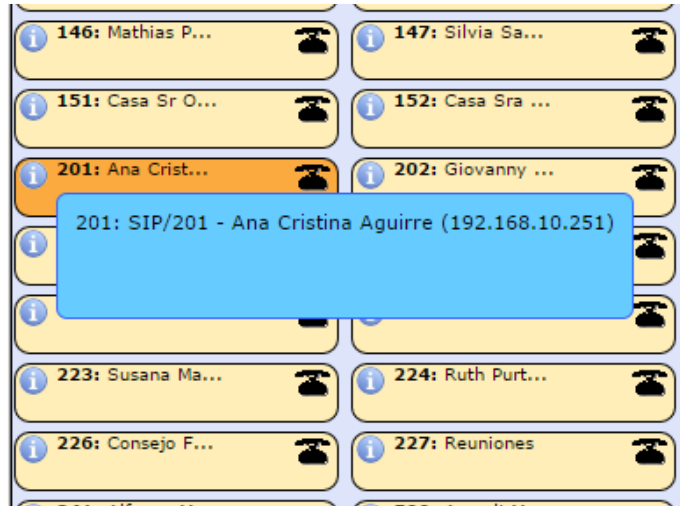 146: Mathias P...
147: Silvia Sa...
151: Casa Sr O...
152: Casa Sra ...
201: Ana Crist...
202: Giovanny ...
201: SIP/201 - Ana Cristina Aguirre (192.168.10.251)
223: Susana Ma...
224: Ruth Purt...
226: Consejo F...
227: Reuniones